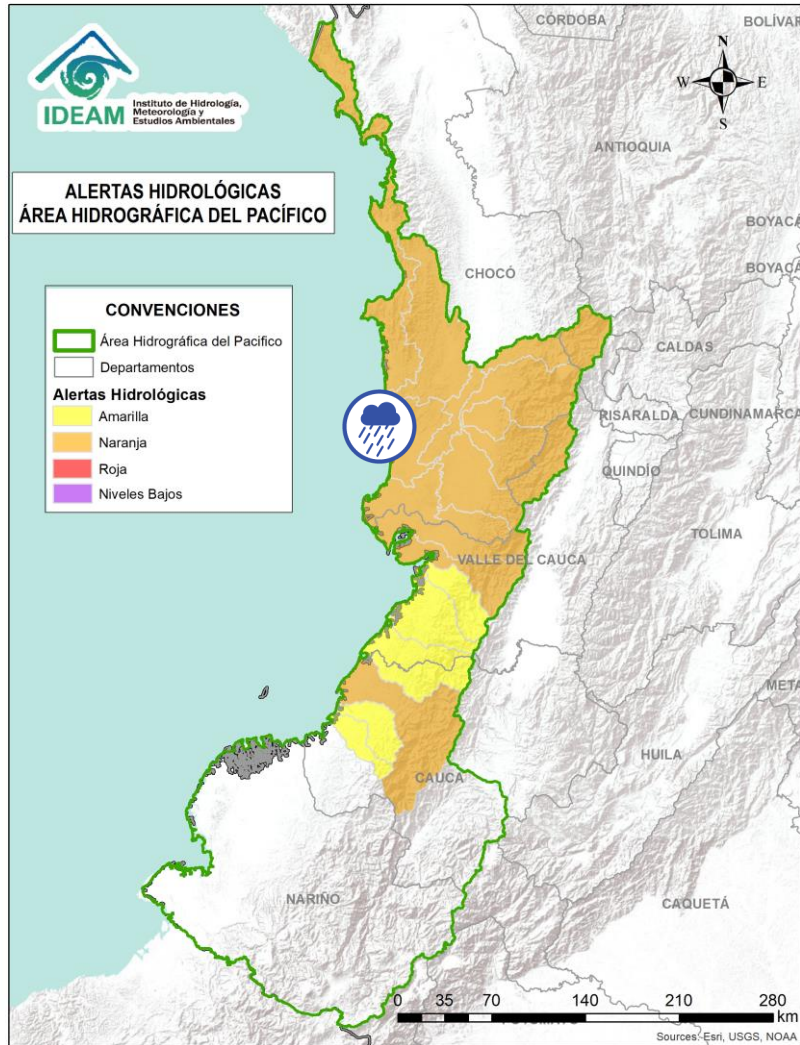 IDEAM
Instituto de Hidrología,
Meteorología y
Estudios Ambientales
ALERTAS HIDROLÓGICAS
ÁREA HIDROGRÁFICA DEL PACÍFICO
CONVENCIONES
Área Hidrográfica del Pacifico
Departamentos
Alertas Hidrológicas
Amarilla
Naranja
Roja
Niveles Bajos
N
W
E
S
CÓRDOBA
BOLÍVAR
ANTIOQUIA
BOYACÁ
BOYACÁ
CHOCÓ
CALDAS
RISARALDA
CUNDINAMARCA
QUINDÍO
TOLIMA
VALLE DEL CAUCA
META
HUILA
CAUCA
NARIÑO
CAQUETÁ
0 35 70 140 210 280
km
Sources: Esri, USGS, NOAA